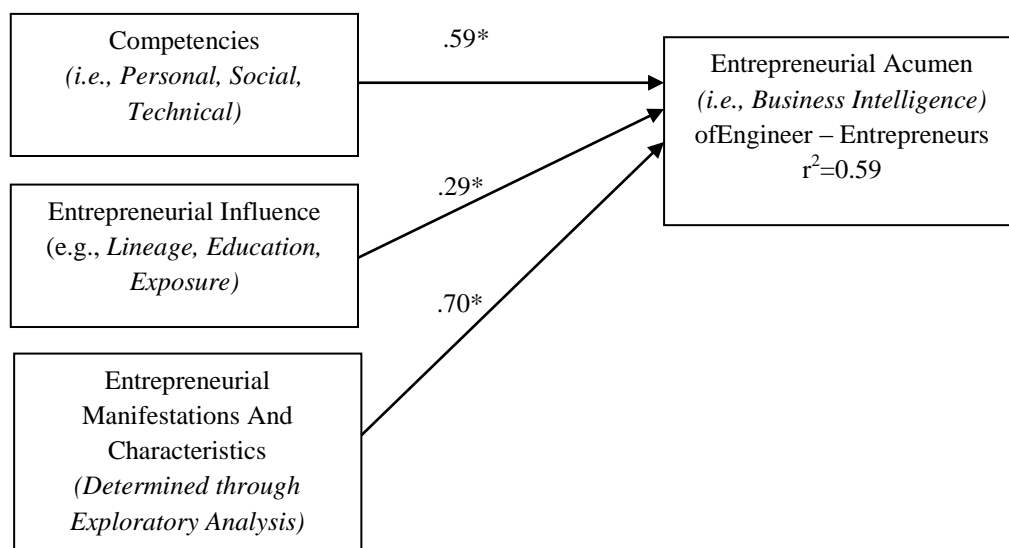 Competencies
(i.e., Personal, Social,
Technical)
.59*
Entrepreneurial Acumen
(i.e., Business Intelligence)
ofEngineer – Entrepreneurs
r²=0.59
Entrepreneurial Influence
(e.g., Lineage, Education,
Exposure)
.29*
.70*
Entrepreneurial
Manifestations And
Characteristics
(Determined through
Exploratory Analysis)